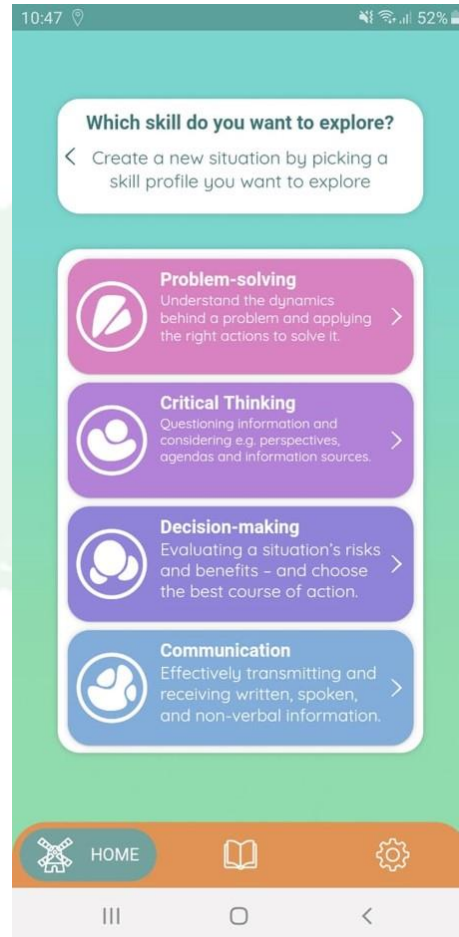 10:47 52%
Which skill do you want to explore?
Create a new situation by picking a
skill profile you want to explore
Problem-solving
Understand the dynamics
behind a problem and applying
the right actions to solve it.
Critical Thinking
Questioning information and
considering e.g. perspectives,
agendas and information sources.
Decision-making
Evaluating a situation's risks
and benefits – and choose
the best course of action.
Communication
Effectively transmitting and
receiving written, spoken,
and non-verbal information.
HOME